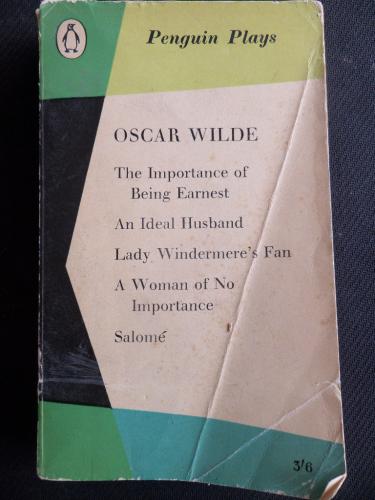 Penguin Plays
OSCAR WILDE
The Importance of
Being Earnest
An Ideal Husband
Lady Windermere's Fan
A Woman of No
Importance
Salomé
3/6